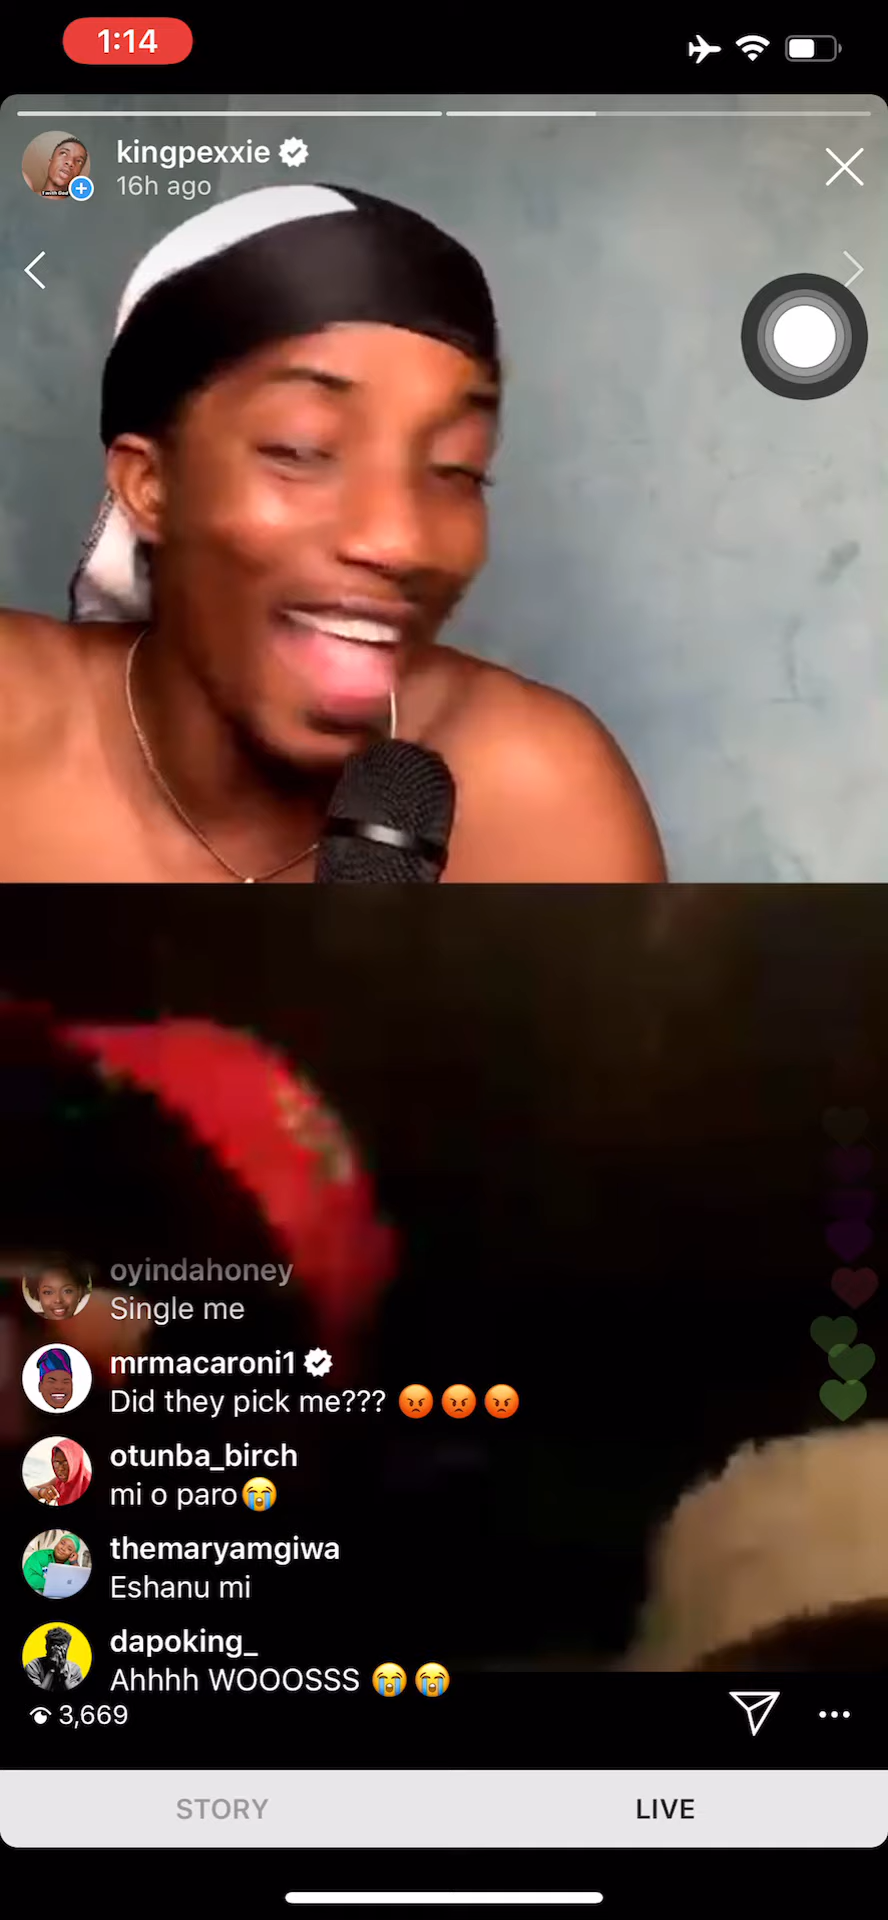 1:14
kingpexxie
16h ago
oyindahoney
Single me
mrmacaroni1
Did they pick me??? 😡 😡 😡
otunba_birch
mi o paro😭
themaryamgiwa
Eshanu mi
dapoking_
Ahhhh WOOOSSS 😭 😭
3,669
STORY
LIVE